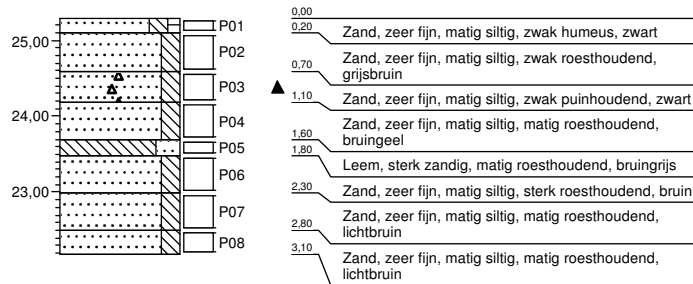 25,00
24,00
23,00
P01
P02
P03
P04
P05
P06
P07
P08
0,00
0,20
Zand, zeer fijn, matig siltig, zwak humeus, zwart
Zand, zeer fijn, matig siltig, zwak roesthoudend,
0,70
grijsbruin
1,10
Zand, zeer fijn, matig siltig, zwak puinhoudend, zwart
Zand, zeer fijn, matig siltig, matig roesthoudend,
1,60
bruingeel
1,80
Leem, sterk zandig, matig roesthoudend, bruingrijs
2,30
Zand, zeer fijn, matig siltig, sterk roesthoudend, bruin
Zand, zeer fijn, matig siltig, matig roesthoudend,
2,80
lichtbruin
3,10
Zand, zeer fijn, matig siltig, matig roesthoudend,
lichtbruin